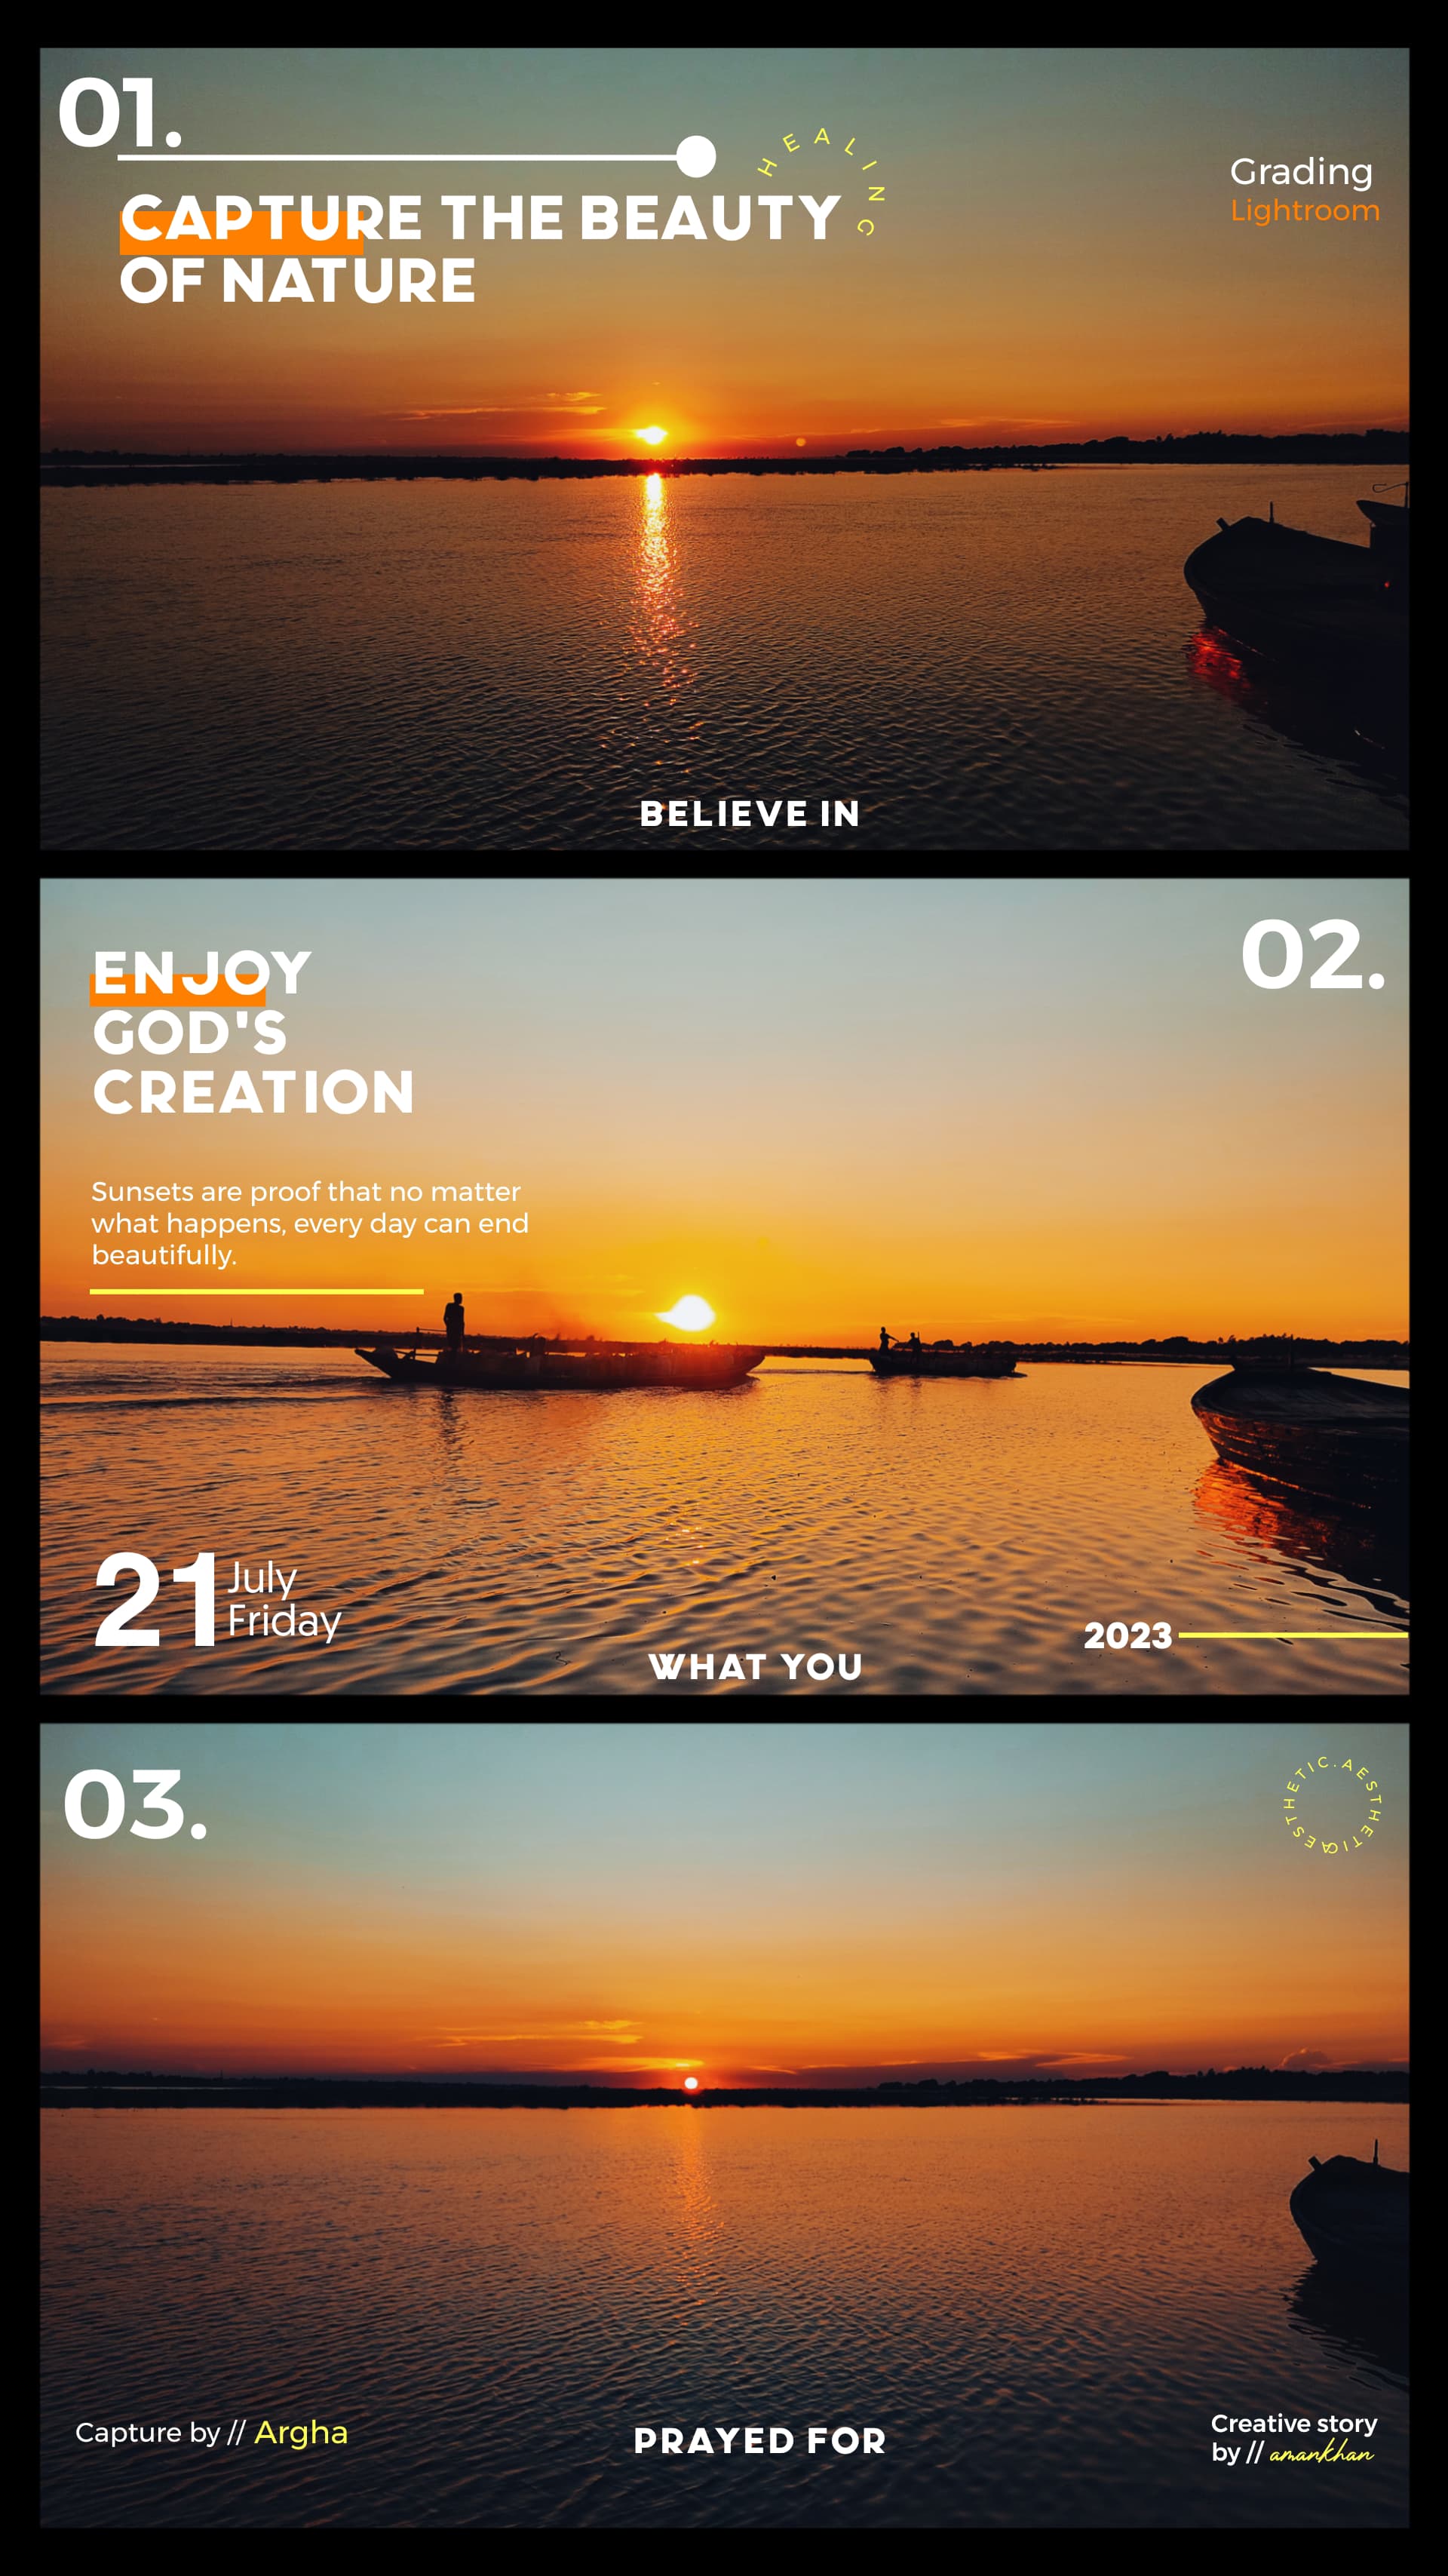 01.
HEALING
CAPTURE THE BEAUTY
OF NATURE
Grading
Lightroom
BELIEVE IN
ENJOY
GOD'S
CREATION
02.
Sunsets are proof that no matter
what happens, every day can end
beautifully.
21
July
Friday
2023
WHAT YOU
03.
AESTHETIC.AESTHETIC
Capture by // Argha
PRAYED FOR
Creative story
by // amankhan